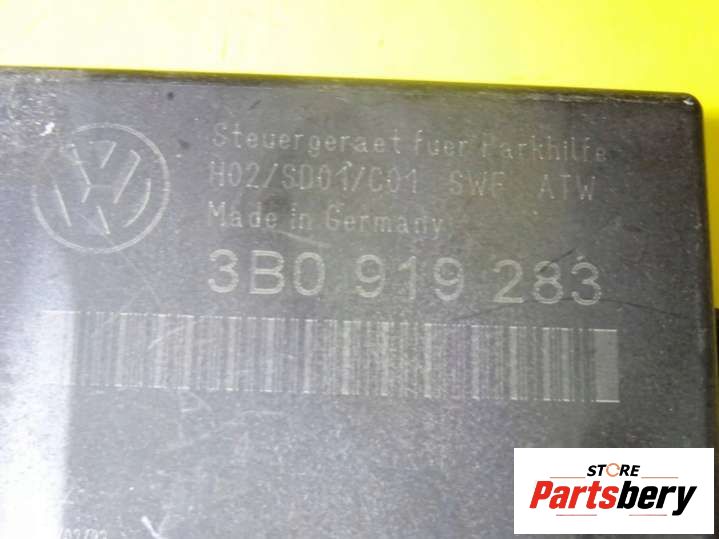 Steuergeraet fuer Parkhilfe
H02/SD01/C01 SWF ATW
Made in Germany
3B0 919 283
STORE
Partsbery